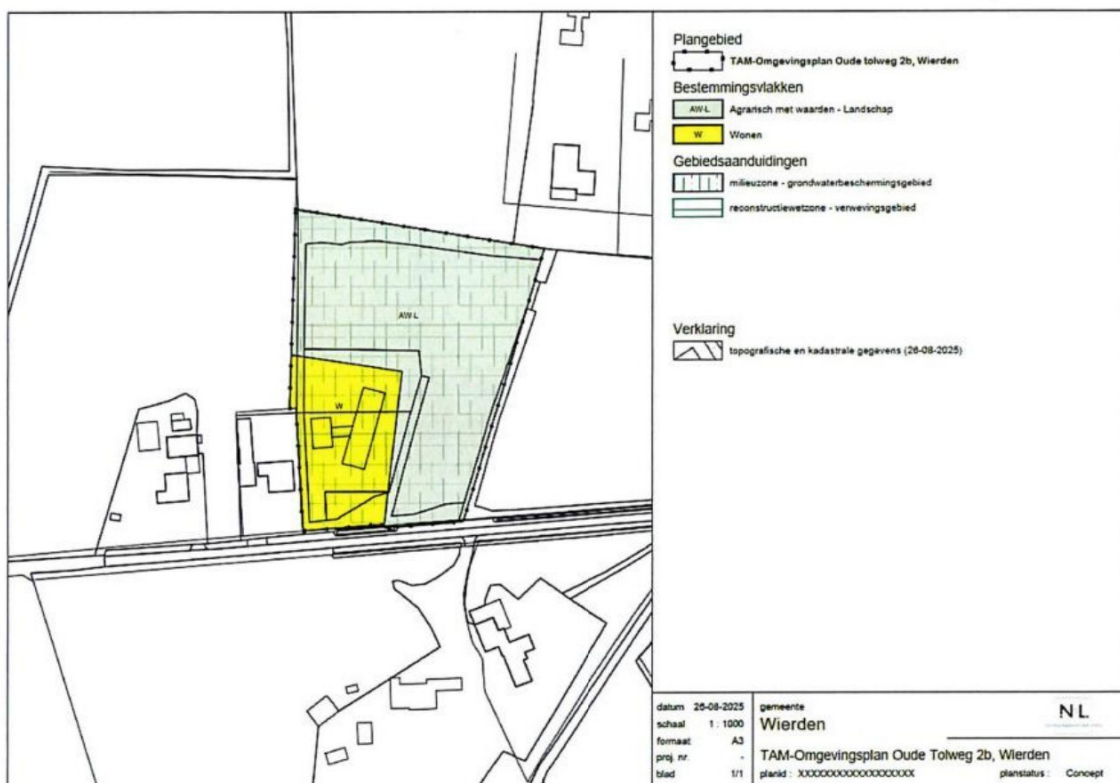 Plangebied
TAM-Omgevingsplan Oude tolweg 2b, Wierden
Bestemmingsvlakken
AW-L Agrarisch met waarden - Landschap
W Wonen
Gebiedsaanduidingen
milieuzone - grondwaterbeschermingsgebied
reconstructiewetzone - verwevingsgebied
Verklaring
topografische en kadastrale gegevens (26-08-2025)
AW-L
W
datum 26-08-2025
schaal 1 : 1000
formaat A3
proj. nr. -
blad 1/1
gemeente
Wierden
NL
TAM-Omgevingsplan Oude Tolweg 2b, Wierden
planid : XXXXXXXXXXXXXXXXXX planstatus : Concept